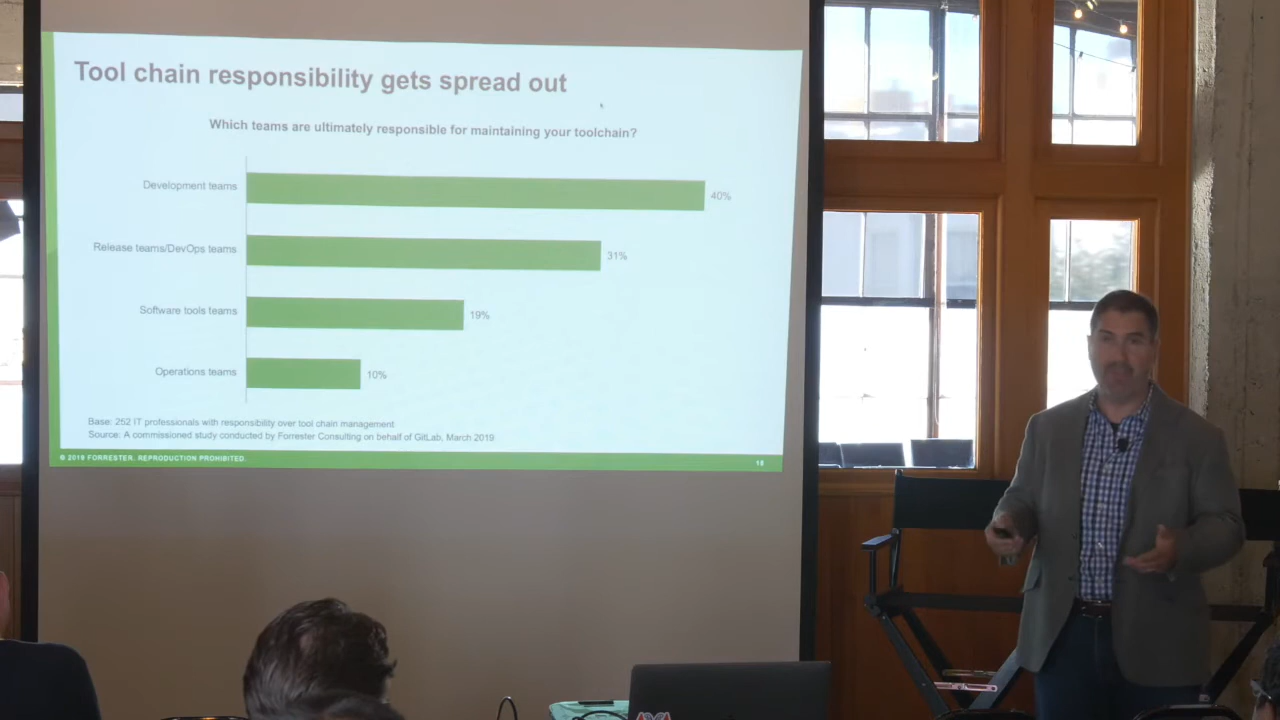 Tool chain responsibility gets spread out
Which teams are ultimately responsible for maintaining your toolchain?
Development teams 40%
Release teams/DevOps teams 31%
Software tools teams 19%
Operations teams 10%
Base: 252 IT professionals with responsibility over tool chain management
Source: A commissioned study conducted by Forrester Consulting on behalf of GitLab, March 2019
© 2019 FORRESTER. REPRODUCTION PROHIBITED. 18